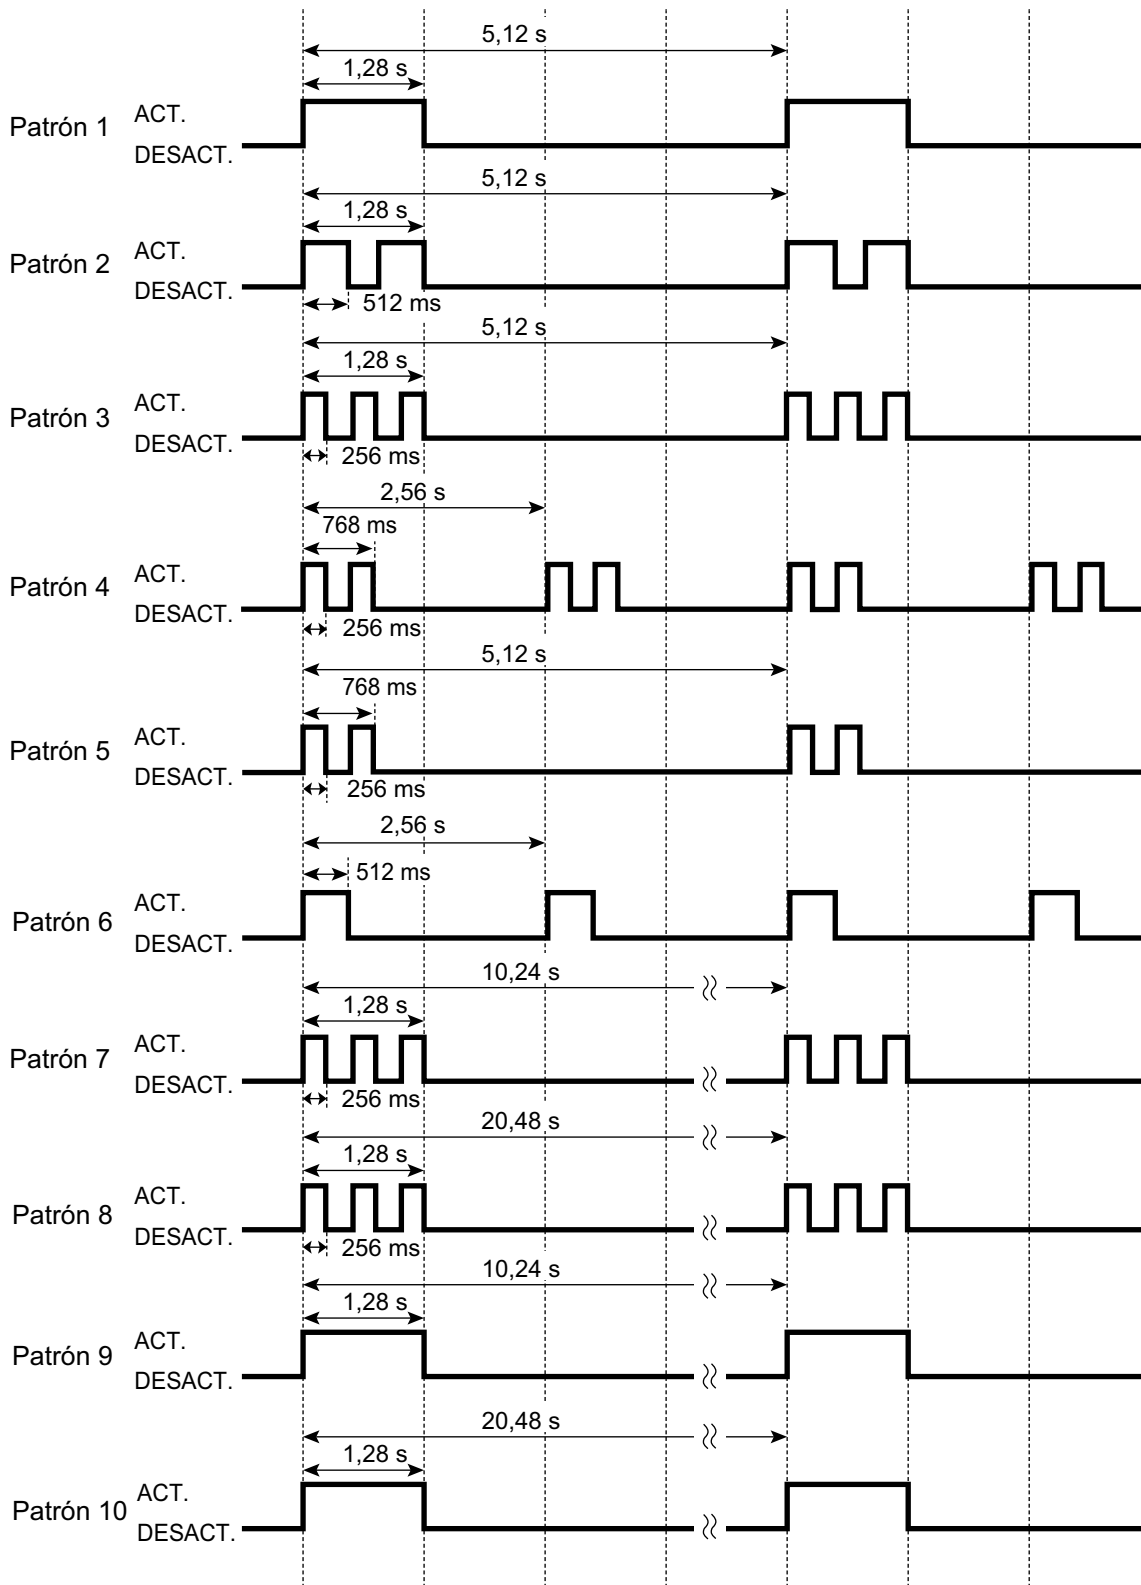 5,12 s
1,28 s
Patrón 1
ACT.
DESACT.
5,12 s
1,28 s
Patrón 2
ACT.
DESACT.
512 ms
5,12 s
1,28 s
Patrón 3
ACT.
DESACT.
256 ms
2,56 s
768 ms
Patrón 4
ACT.
DESACT.
256 ms
5,12 s
768 ms
Patrón 5
ACT.
DESACT.
256 ms
2,56 s
512 ms
Patrón 6
ACT.
DESACT.
10,24 s
1,28 s
Patrón 7
ACT.
DESACT.
256 ms
20,48 s
1,28 s
Patrón 8
ACT.
DESACT.
256 ms
10,24 s
1,28 s
Patrón 9
ACT.
DESACT.
20,48 s
1,28 s
Patrón 10
ACT.
DESACT.